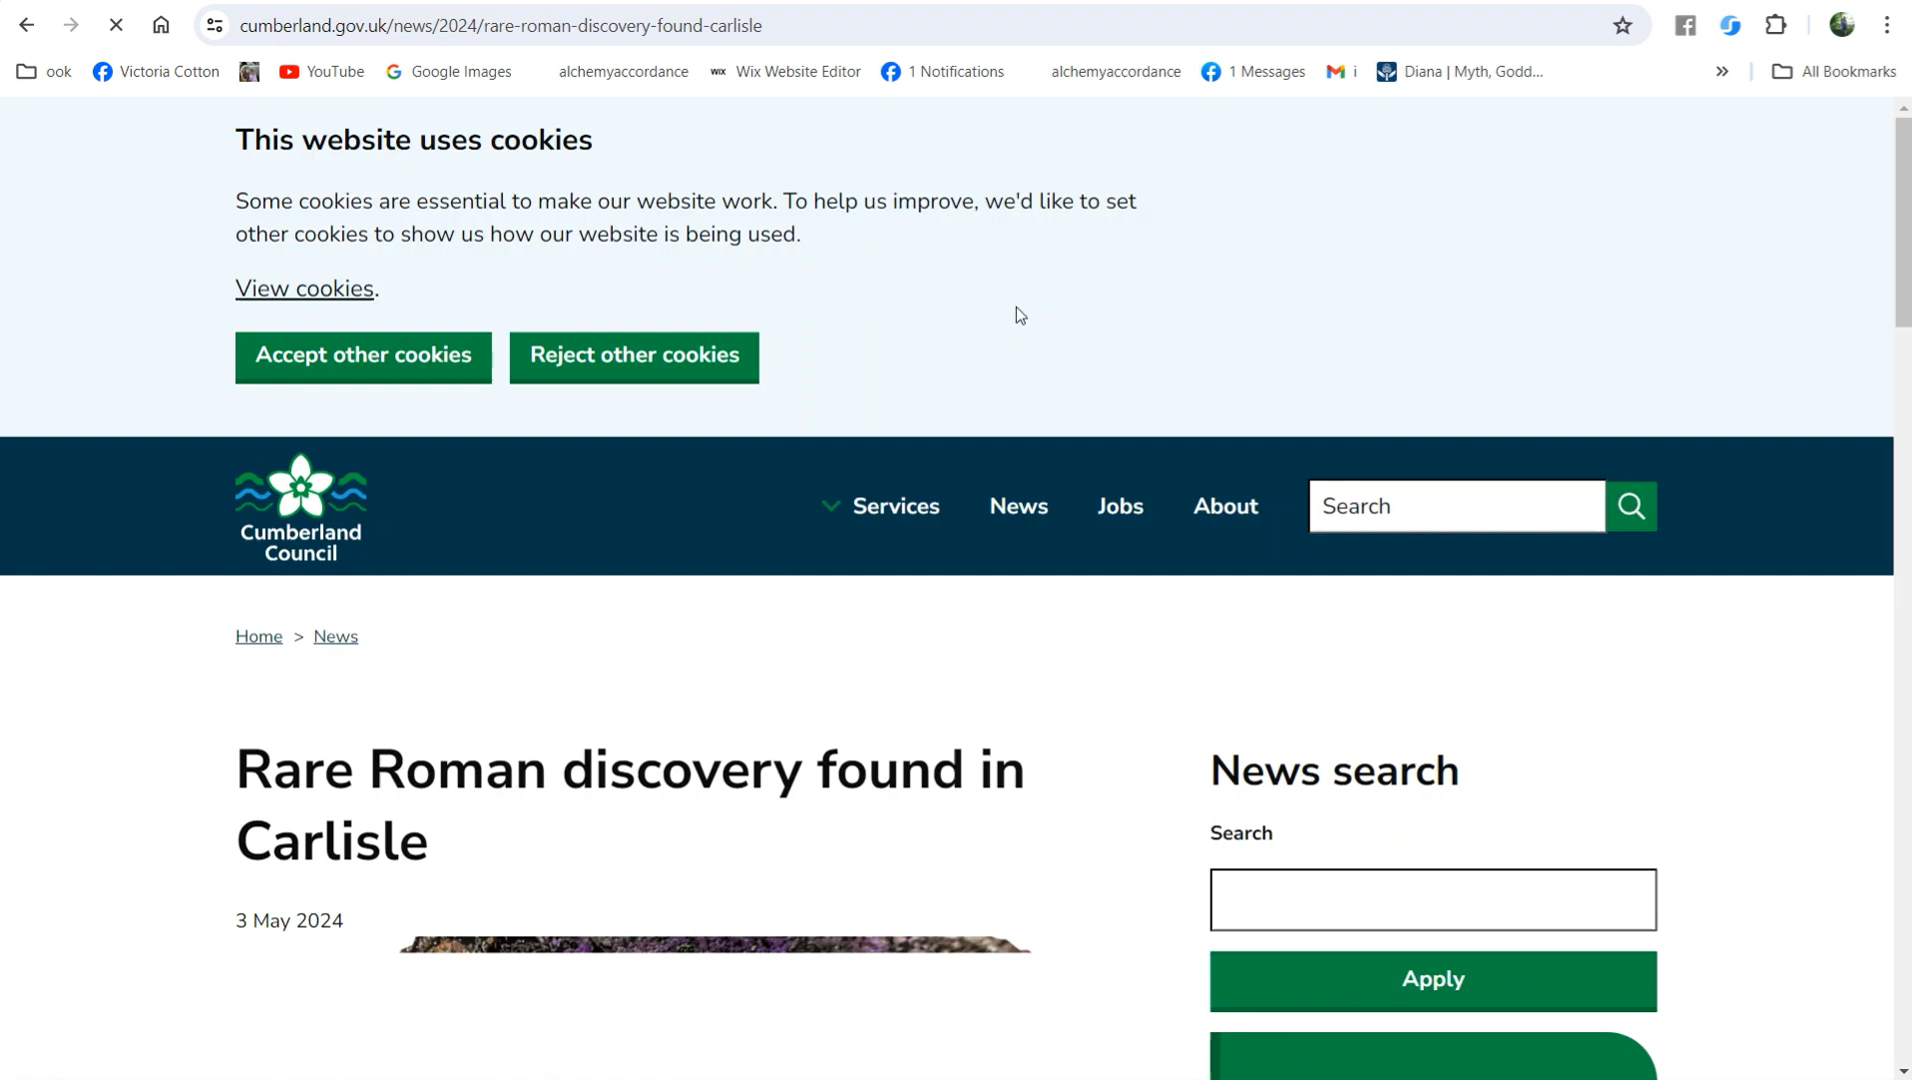 cumberland.gov.uk/news/2024/rare-roman-discovery-found-carlisle
ook Victoria Cotton YouTube Google Images alchemyaccordance WIX Wix Website Editor 1 Notifications alchemyaccordance 1 Messages i Diana | Myth, Godd... » All Bookmarks
This website uses cookies
Some cookies are essential to make our website work. To help us improve, we'd like to set
other cookies to show us how our website is being used.
View cookies.
Accept other cookies Reject other cookies
Cumberland
Council
Services News Jobs About Search
Home > News
Rare Roman discovery found in
Carlisle
3 May 2024
News search
Search
Apply